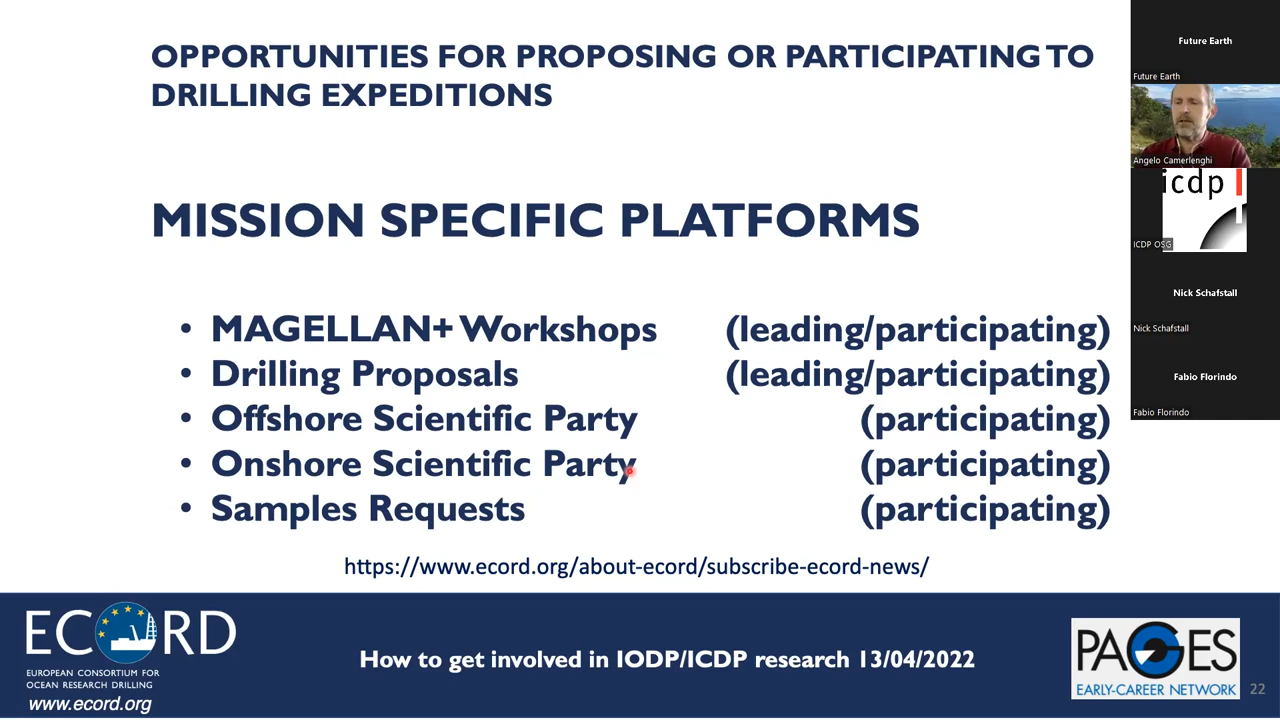 OPPORTUNITIES FOR PROPOSING OR PARTICIPATING TO
DRILLING EXPEDITIONS
MISSION SPECIFIC PLATFORMS
• MAGELLAN+ Workshops (leading/participating)
• Drilling Proposals (leading/participating)
• Offshore Scientific Party (participating)
• Onshore Scientific Party (participating)
• Samples Requests (participating)
https://www.ecord.org/about-ecord/subscribe-ecord-news/
ECORD
EUROPEAN CONSORTIUM FOR
OCEAN RESEARCH DRILLING
www.ecord.org
How to get involved in IODP/ICDP research 13/04/2022
PAGES
EARLY-CAREER NETWORK
22
Future Earth
Future Earth
Angelo Camerlenghi
icdp
ICDP OSG
Nick Schafstall
Nick Schafstall
Fabio Florindo
Fabio Florindo